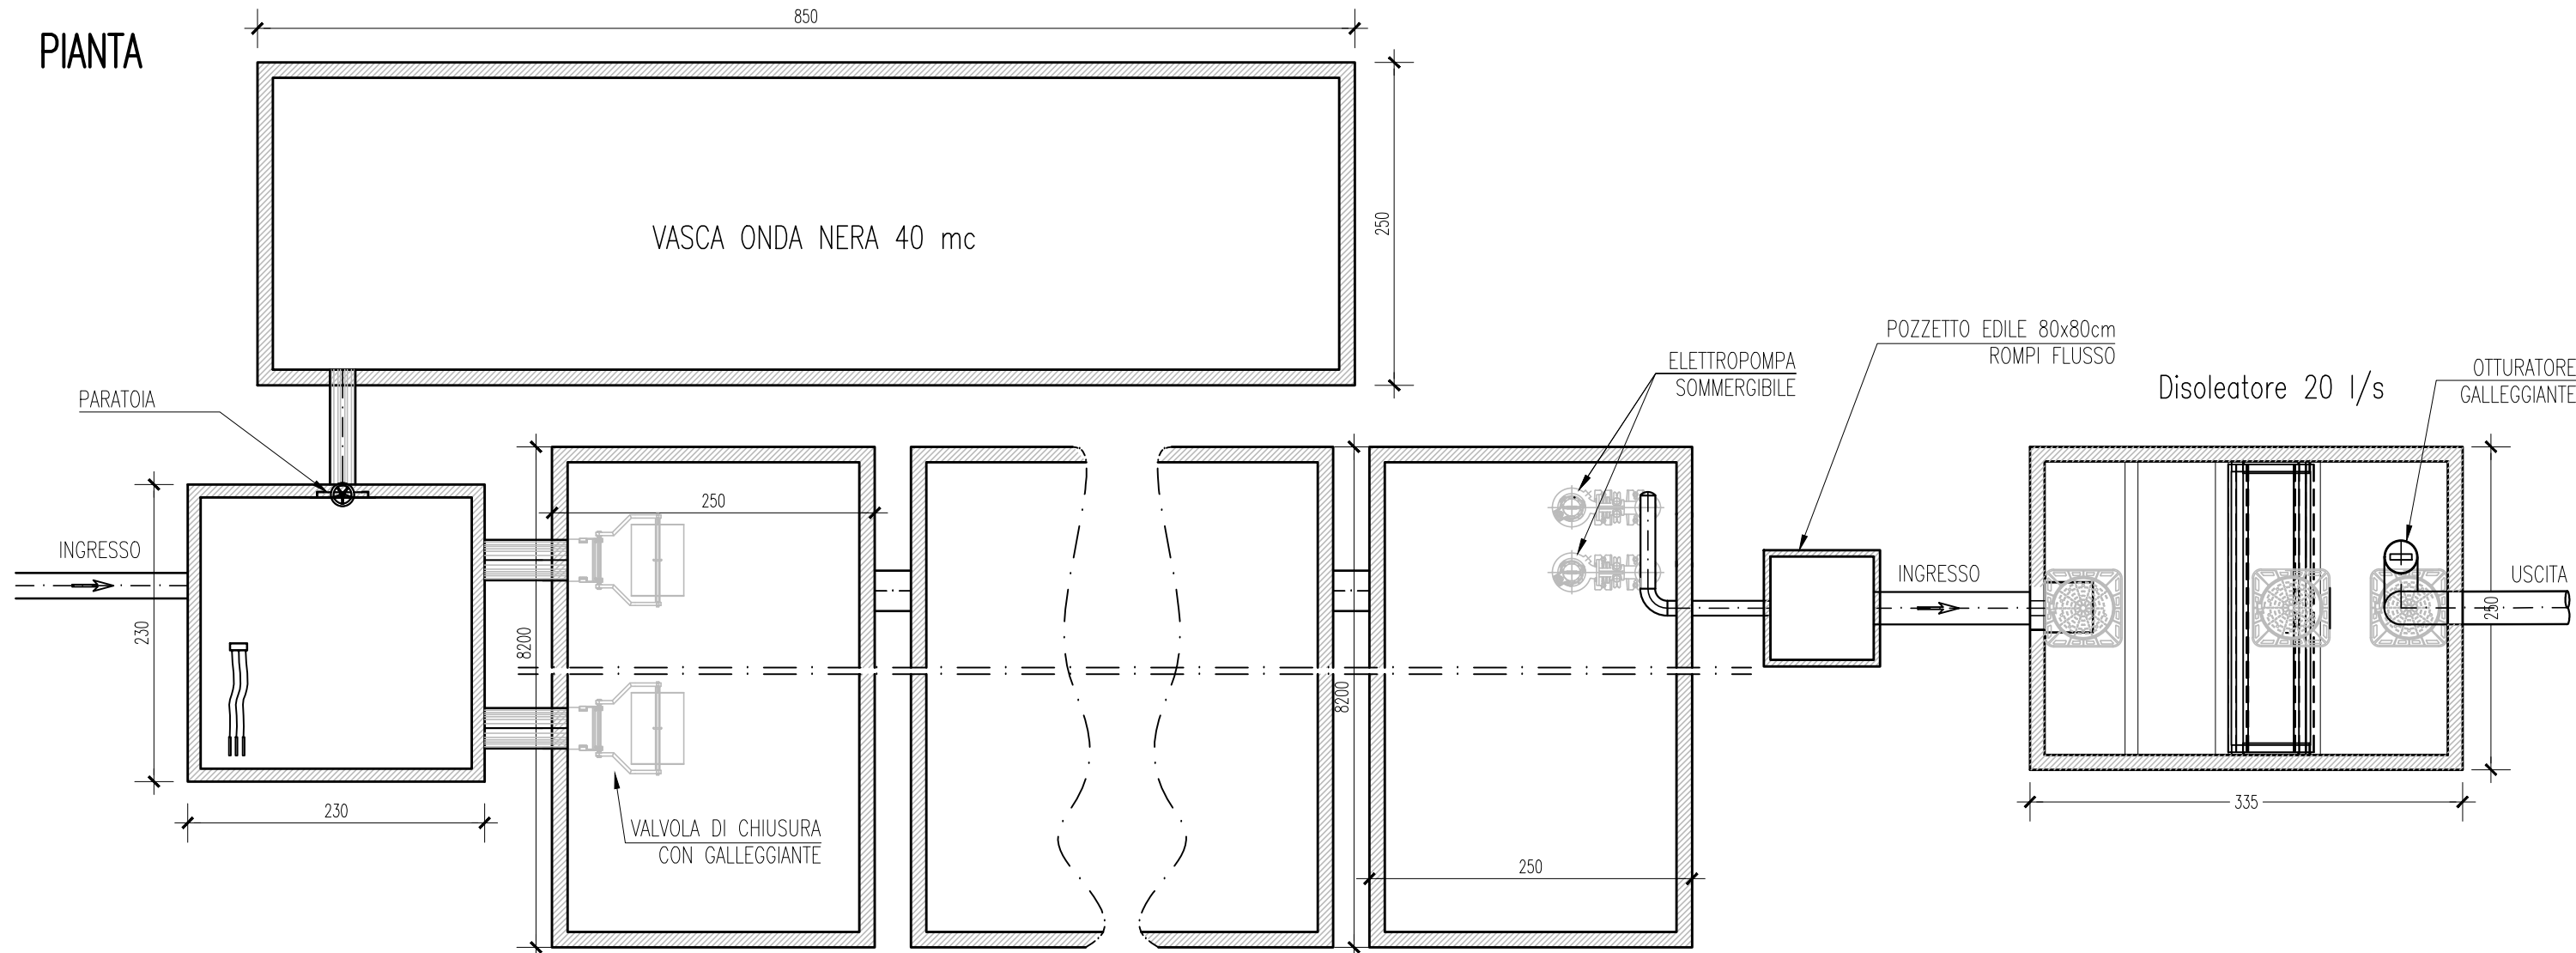 PIANTA
850
250
VASCA ONDA NERA 40 mc
PARATOIA
ELETTROPOMPA
SOMMERGIBILE
POZZETTO EDILE 80x80cm
ROMPI FLUSSO
Disoleatore 20 l/s
OTTURATORE
GALLEGGIANTE
INGRESSO
250
INGRESSO
USCITA
230
8200
8200
250
230
VALVOLA DI CHIUSURA
CON GALLEGGIANTE
250
335